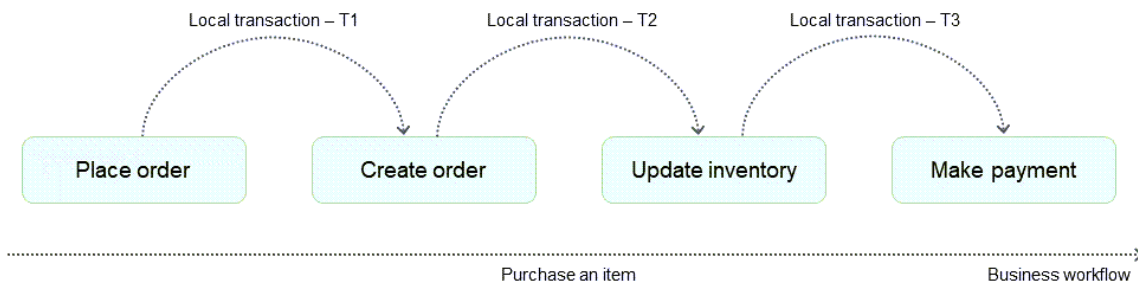 Local transaction – T1
Local transaction – T2
Local transaction – T3
Place order
Create order
Update inventory
Make payment
Purchase an item
Business workflow